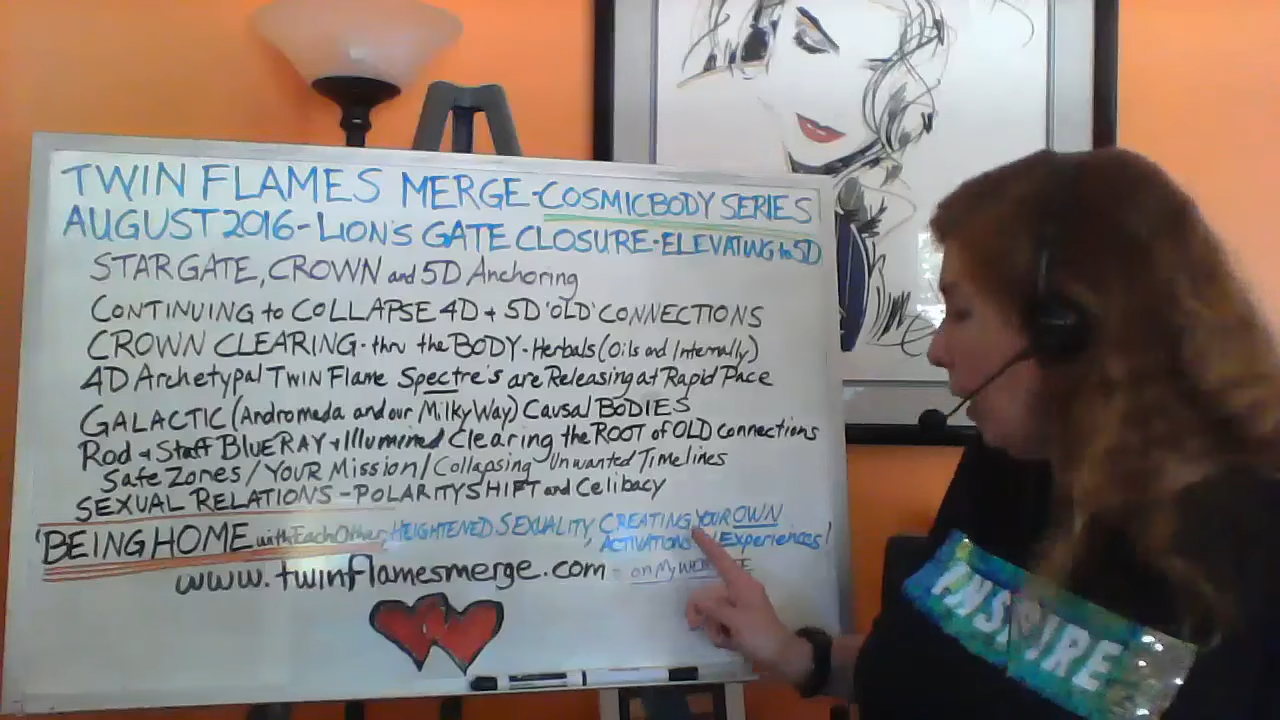 TWIN FLAMES MERGE-COSMICBODY SERIES
AUGUST 2016-LION'S GATE CLOSURE-ELEVATING to 5D
STARGATE, CROWN and 5D Anchoring
CONTINUING to COLLAPSE 4D + 5D 'OLD' CONNECTIONS
CROWN CLEARING-thru the BODY-Herbals (Oils and Internally)
4D Archetypal TWIN Flame Spectre's are Releasing at Rapid Pace
GALACTIC (Andromeda and our Milky Way) Causal BODIES
Rod + Staff BLUE RAY + Illumined Clearing the ROOT of OLD connections
Safe Zones/YOUR Mission/Collapsing Unwanted Timelines
SEXUAL RELATIONS-POLARITY SHIFT and Celibacy
'BEING HOME with Each Other HEIGHTENED SEXUALITY, CREATING YOUR OWN
ACTIVATIONS Experiences!
www.twinflamesmerge.com - on My WEBSITE
INSPIRE